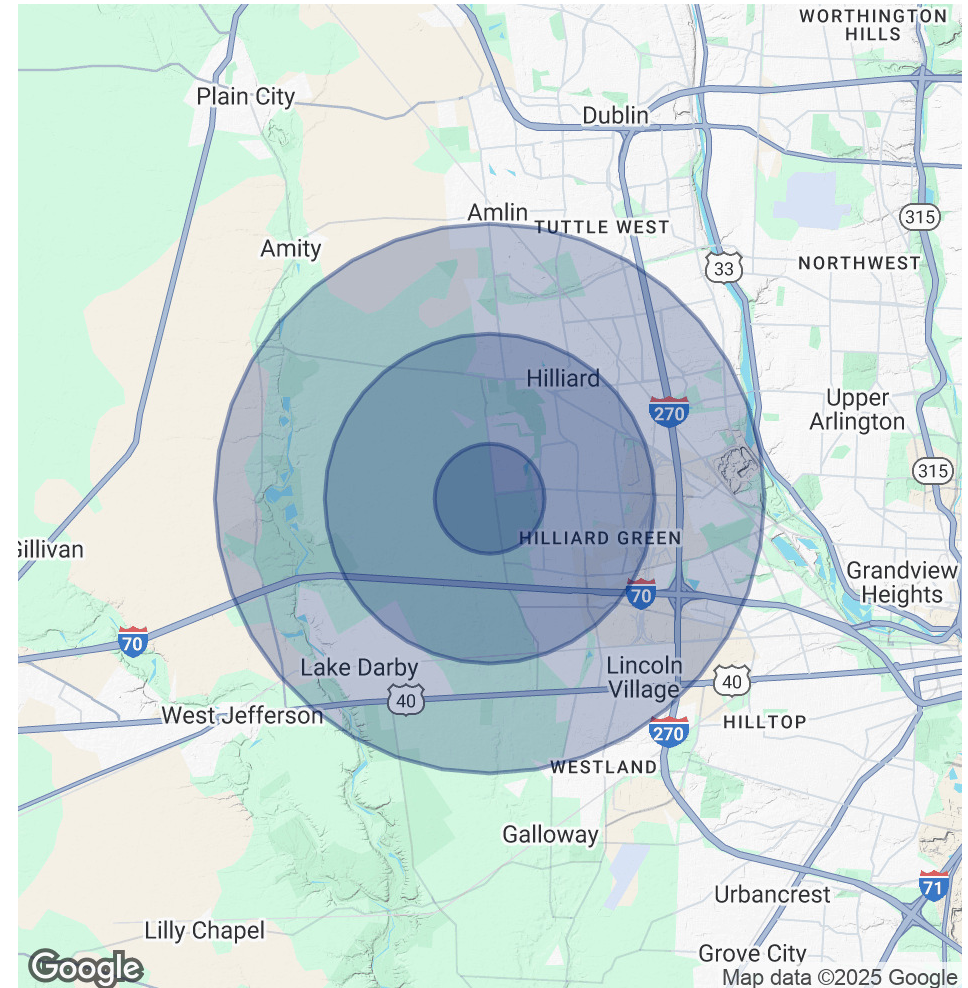 WORTHINGTON
HILLS
Plain City
Dublin
Amlin
TUTTLE WEST
315
Amity
33
NORTHWEST
Hilliard
270
Upper
Arlington
315
HILLIARD GREEN
Gillivan
70
Grandview
Heights
70
Lake Darby
Lincoln
Village
40
40
West Jefferson
HILLTOP
270
WESTLAND
Galloway
71
Urbancrest
Lilly Chapel
Grove City
Google
Map data ©2025 Google